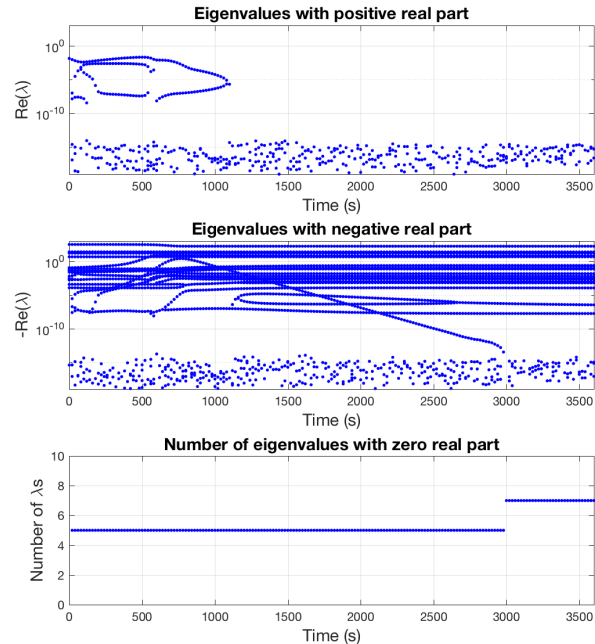 Eigenvalues with positive real part
10^0
10^-10
Re(λ)
0 500 1000 1500 2000 2500 3000 3500
Time (s)
Eigenvalues with negative real part
10^0
10^-10
-Re(λ)
0 500 1000 1500 2000 2500 3000 3500
Time (s)
Number of eigenvalues with zero real part
10
8
6
4
2
0
Number of λs
0 500 1000 1500 2000 2500 3000 3500
Time (s)